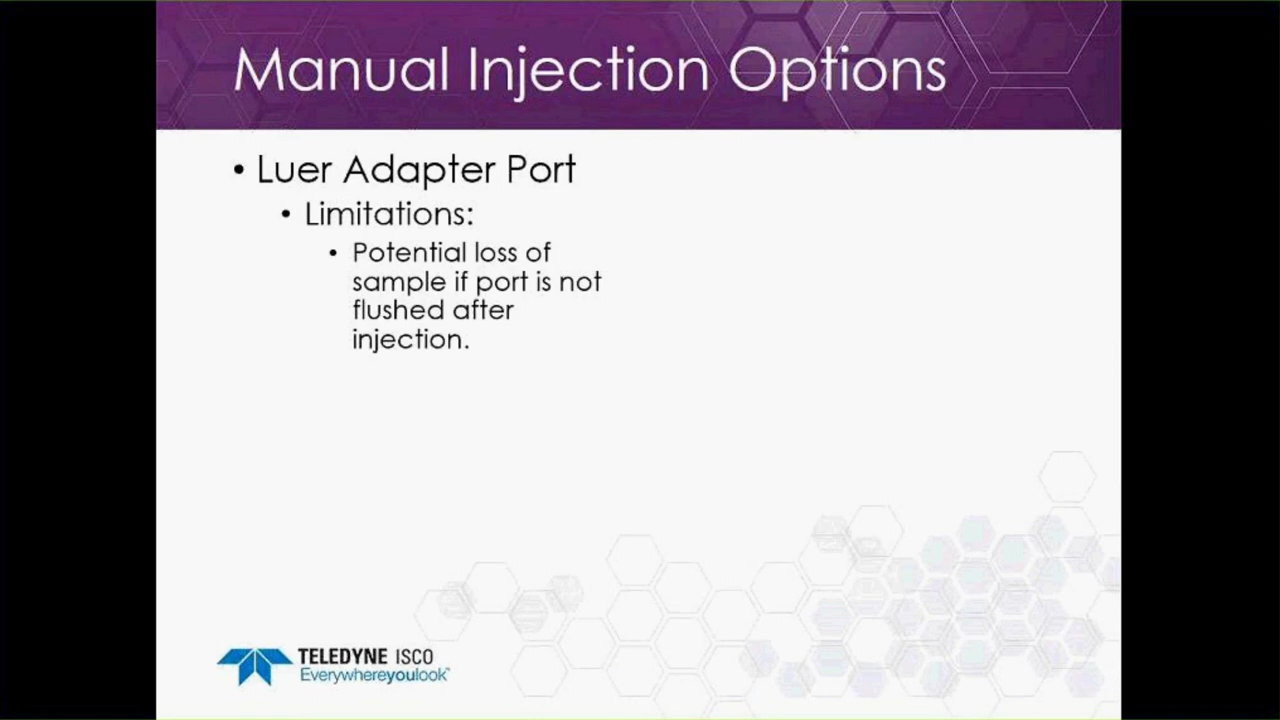 Manual Injection Options
• Luer Adapter Port
• Limitations:
• Potential loss of
sample if port is not
flushed after
injection.
TELEDYNE ISCO
Everywhereyoulook™